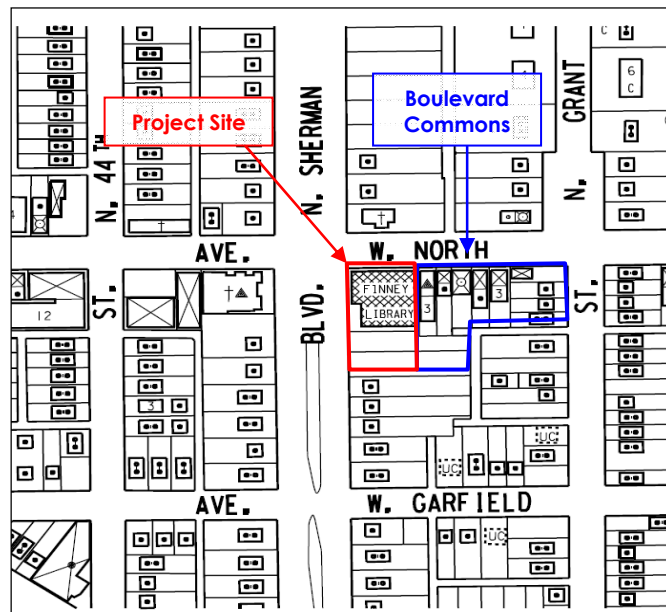 C
GRANT
6
C
Boulevard
Commons
Project Site
N. 44TH
N. SHERMAN
N.
AVE.
W. NORTH
FINNEY
LIBRARY
3
3
ST.
BLVD.
ST.
12
3
UC
UC
AVE.
W. GARFIELD
UC